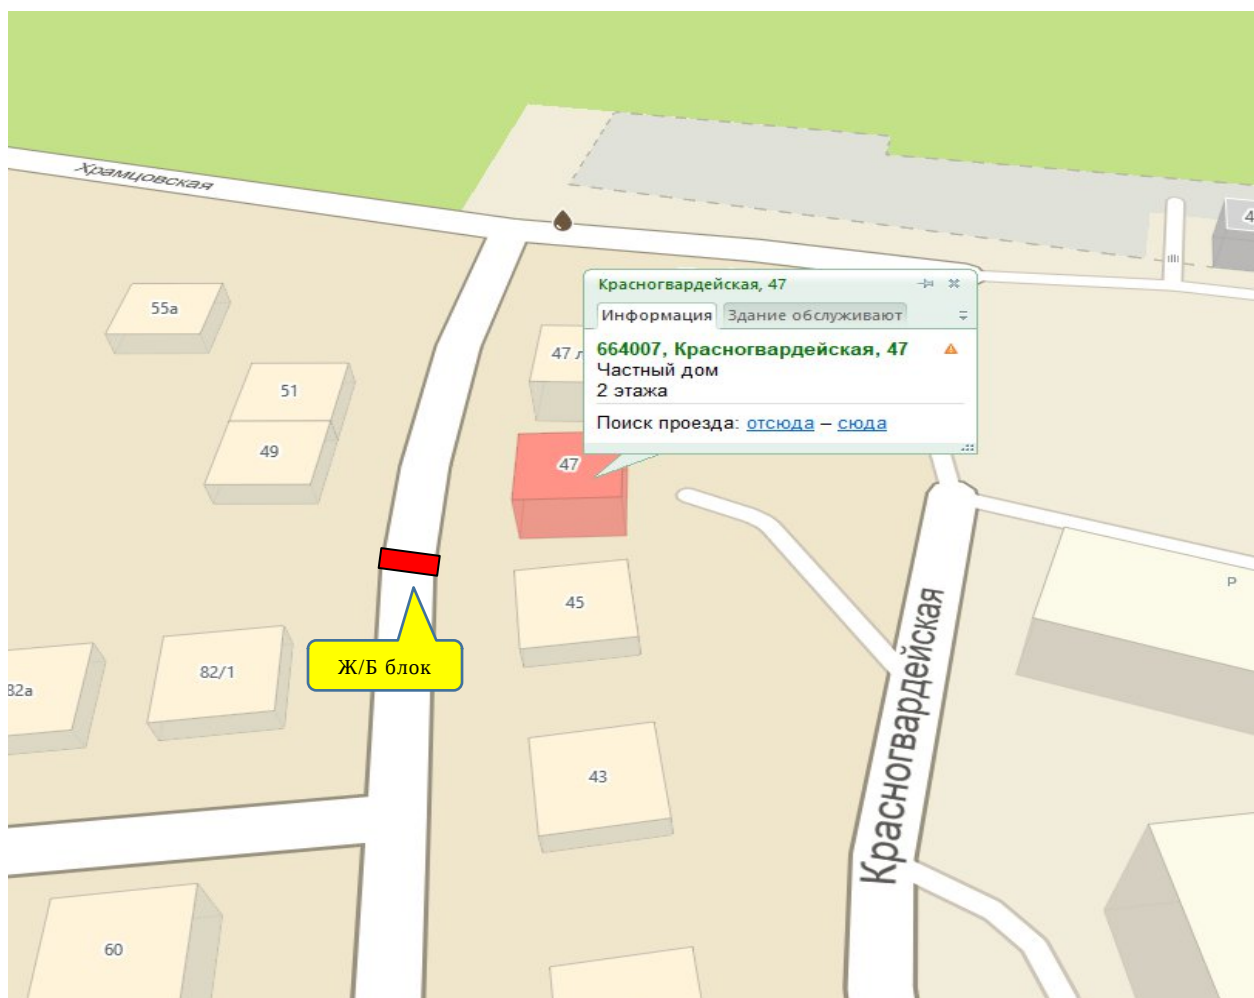 Храмцовская
4
Красногвардейская, 47
55а
Информация
Здание обслуживают
664007, Красногвардейская, 47
47 л
Частный дом
2 этажа
51
Поиск проезда: отсюда – сюда
49
47
P
45
Красногвардейская
Ж/Б блок
82/1
82а
43
60